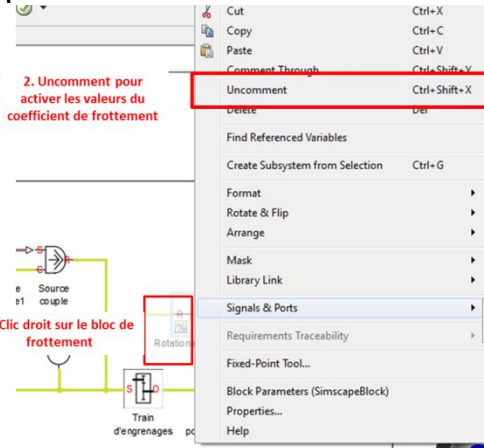 Cut Ctrl+X
Copy Ctrl+C
Paste Ctrl+V
Comment Through Ctrl+Shift+Y
Uncomment Ctrl+Shift+X
Delete Del
Find Referenced Variables
Create Subsystem from Selection Ctrl+G
Format
Rotate & Flip
Arrange
Mask
Library Link
Signals & Ports
Requirements Traceability
Fixed-Point Tool...
Block Parameters (SimscapeBlock)
Properties...
Help
2. Uncomment pour
activer les valeurs du
coefficient de frottement
S
R
C
Source
couple
Clic droit sur le bloc de
frottement
R
S O
Train
d'engrenages